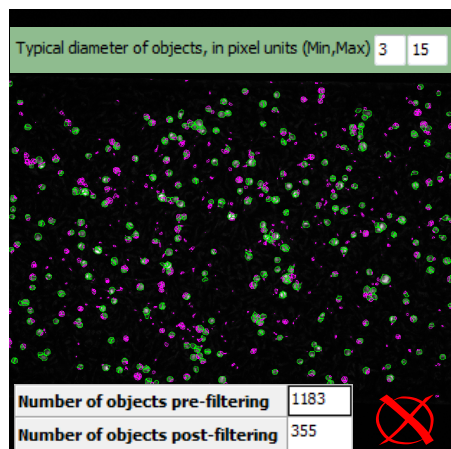 Typical diameter of objects, in pixel units (Min,Max) 3 15
Number of objects pre-filtering 1183
Number of objects post-filtering 355